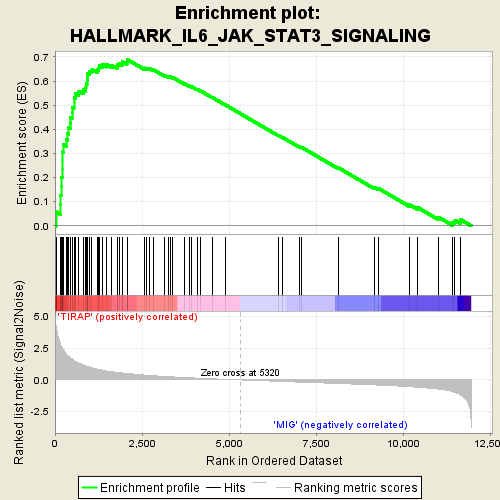 Enrichment plot:
HALLMARK_IL6_JAK_STAT3_SIGNALING
Enrichment score (ES)
0.7
0.6
0.5
0.4
0.3
0.2
0.1
0.0
Ranked list metric (Signal2Noise)
5.0
2.5
0.0
-2.5
'TIRAP' (positively correlated)
Zero cross at 5320
'MIG' (negatively correlated)
0
2,500
5,000
7,500
10,000
12,500
Rank in Ordered Dataset
Enrichment profile
Hits
Ranking metric scores